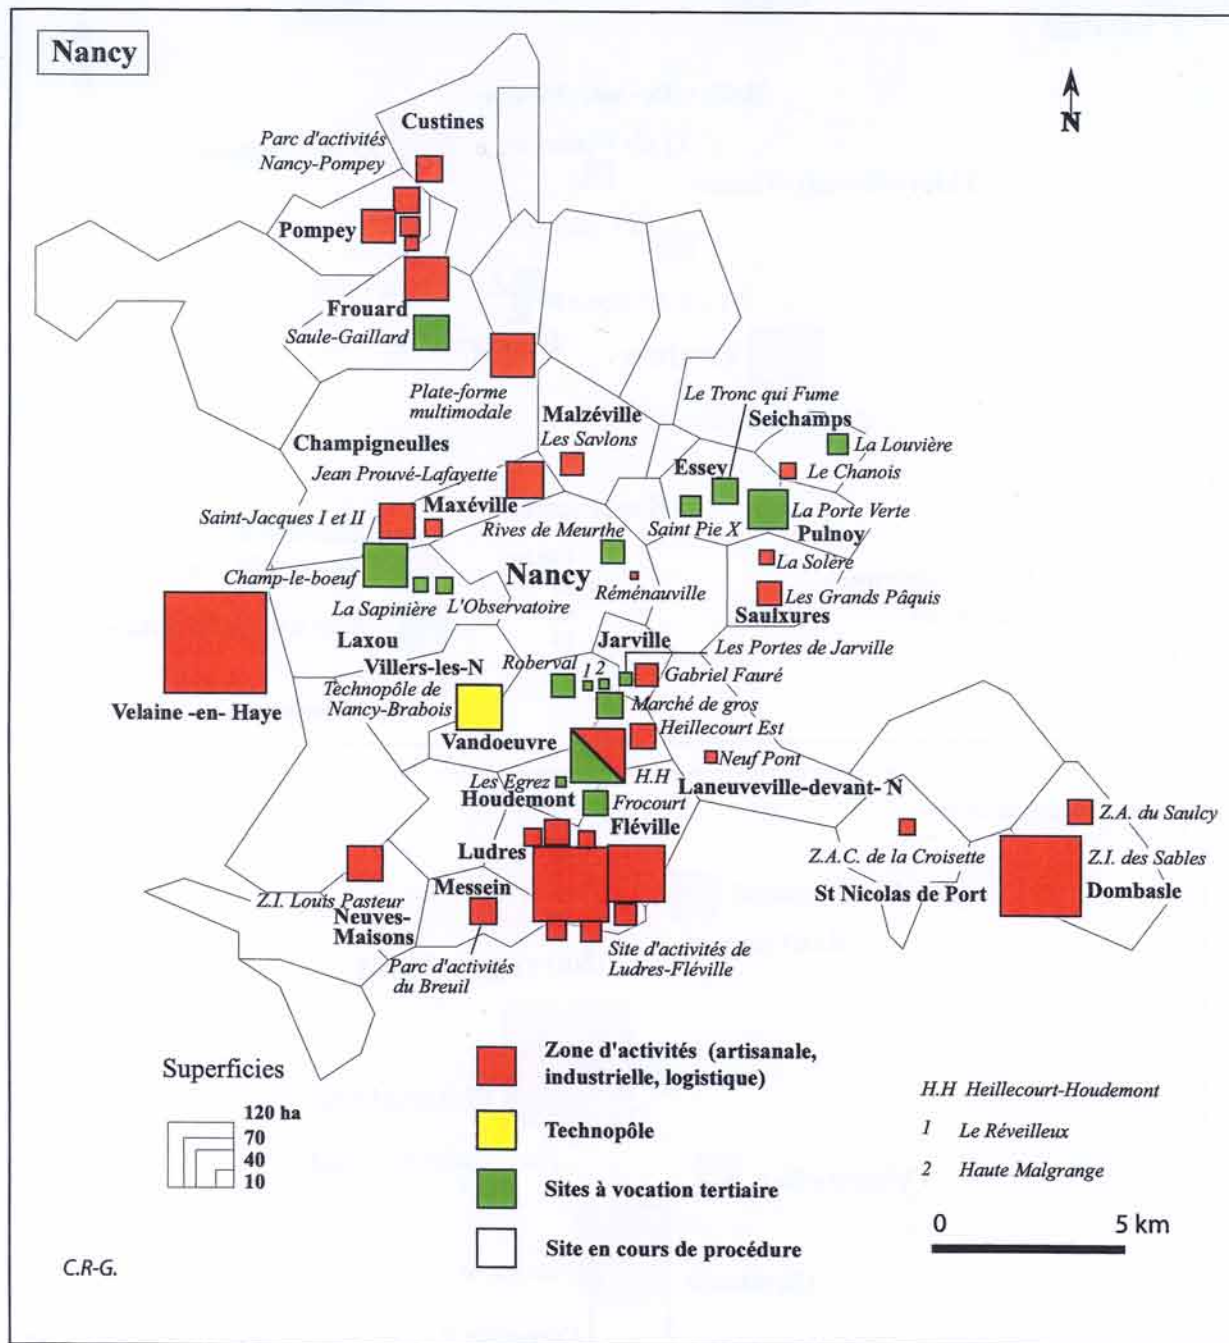 Nancy
N
Custines
Parc d'activités
Nancy-Pompey
Pompey
Frouard
Saule-Gaillard
Plate-forme
multimodale
Le Tronc qui Fume
Malzéville
Seichamps
Les Savlons
La Louvière
Champigneulles
Essey
Le Chanois
Jean Prouvé-Lafayette
Maxéville
La Porte Verte
Saint-Jacques I et II
Rives de Meurthe
Saint Pie X
Pulnoy
La Solère
Champ-le-boeuf
Nancy
Réménauville
Les Grands Pâquis
La Sapinière
L'Observatoire
Saulxures
Laxou
Jarville
Les Portes de Jarville
Villers-les-N
Roberval
1
2
Gabriel Fauré
Technopôle de
Nancy-Brabois
Marché de gros
Velaine -en- Haye
Heillecourt Est
Vandoeuvre
Neuf Pont
Les Egrez
H.H
Laneuveville-devant- N
Houdemont
Frocourt
Fléville
Z.A. du Saulcy
Ludres
Z.A.C. de la Croisette
Z.I. des Sables
Messein
St Nicolas de Port
Dombasle
Z.I. Louis Pasteur
Neuves-
Maisons
Parc d'activités
du Breuil
Site d'activités de
Ludres-Fléville
Superficies
120 ha
70
40
10
Zone d'activités (artisanale,
industrielle, logistique)
Technopôle
Sites à vocation tertiaire
Site en cours de procédure
H.H Heillecourt-Houdemont
1 Le Réveilleux
2 Haute Malgrange
0 5 km
C.R-G.